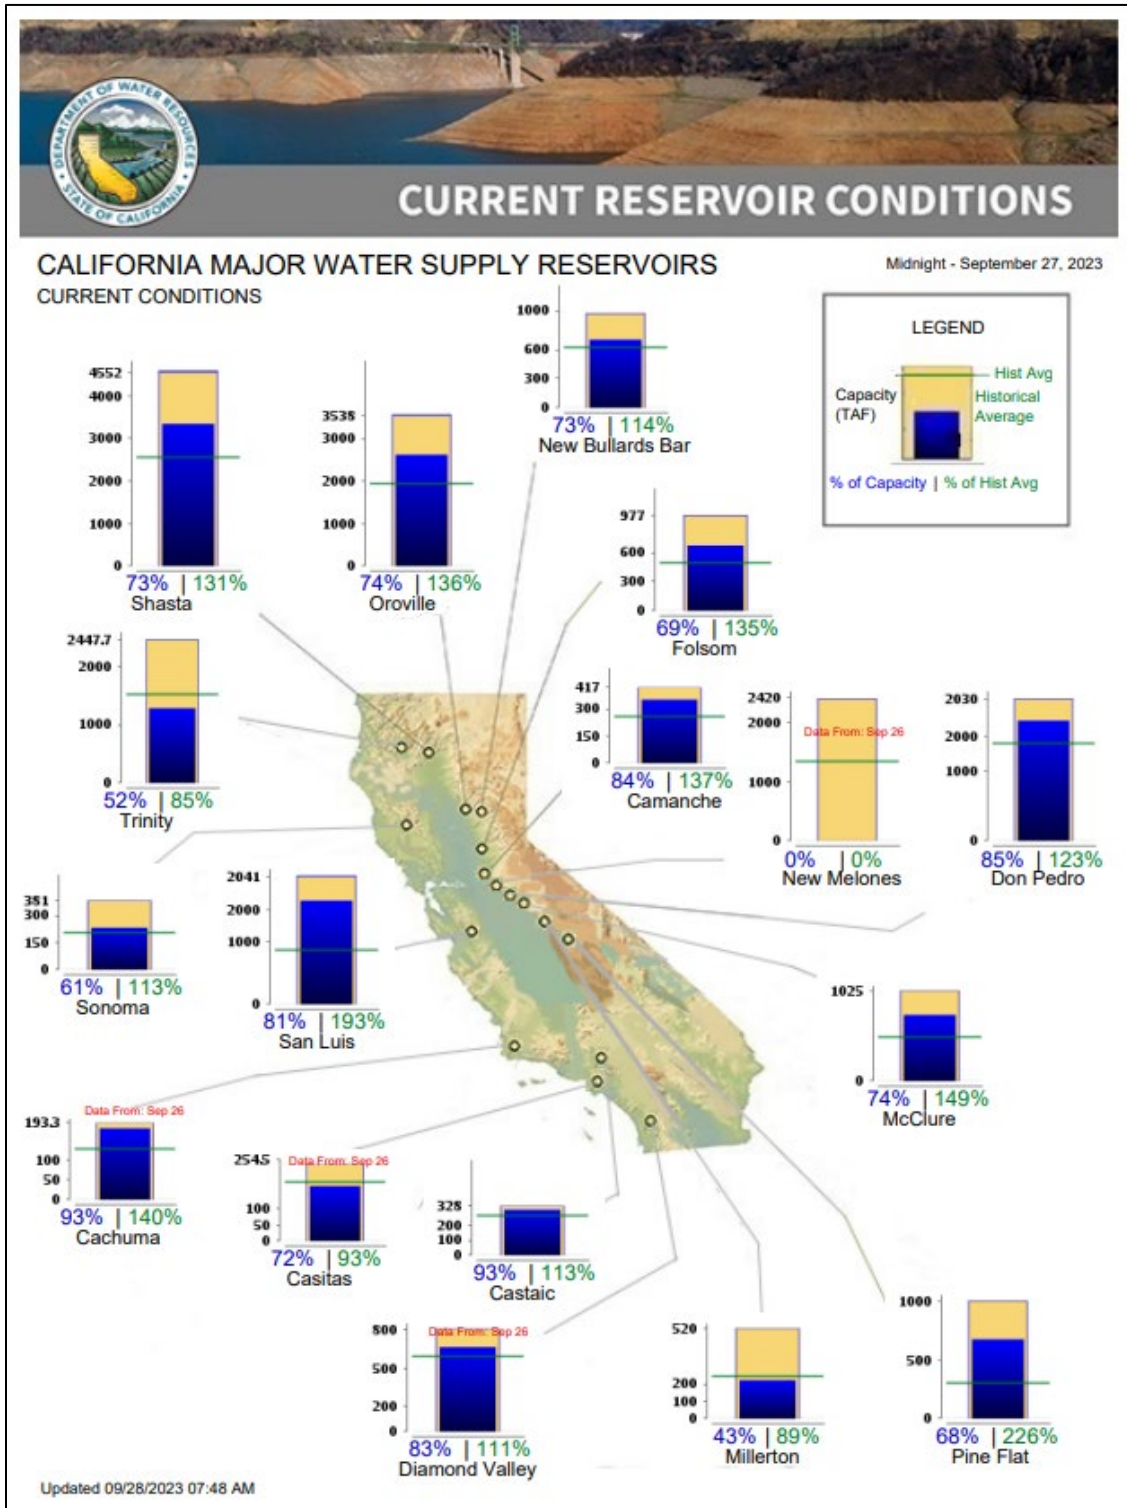 DEPARTMENT OF WATER RESOURCES
STATE OF CALIFORNIA
CURRENT RESERVOIR CONDITIONS
CALIFORNIA MAJOR WATER SUPPLY RESERVOIRS
CURRENT CONDITIONS
Midnight - September 27, 2023
LEGEND
Hist Avg
Capacity
(TAF)
Historical
Average
% of Capacity | % of Hist Avg
1000
600
300
0
73% | 114%
New Bullards Bar
4552
4000
3000
2000
1000
0
73% | 131%
Shasta
3538
3000
2000
1000
0
74% | 136%
Oroville
977
600
300
0
69% | 135%
Folsom
2447.7
2000
1000
0
52% | 85%
Trinity
417
300
150
0
84% | 137%
Camanche
2420
2000
Data From: Sep 26
1000
0
0% | 0%
New Melones
2030
2000
1000
0
85% | 123%
Don Pedro
381
300
150
0
61% | 113%
Sonoma
2041
2000
1000
0
81% | 193%
San Luis
1025
0
74% | 149%
McClure
Data From: Sep 26
193.3
100
50
0
93% | 140%
Cachuma
254.5
Data From: Sep 26
100
50
0
72% | 93%
Casitas
328
200
100
0
93% | 113%
Castaic
800
Data From: Sep 26
500
200
0
83% | 111%
Diamond Valley
520
200
100
0
43% | 89%
Millerton
1000
500
0
68% | 226%
Pine Flat
Updated 09/28/2023 07:48 AM